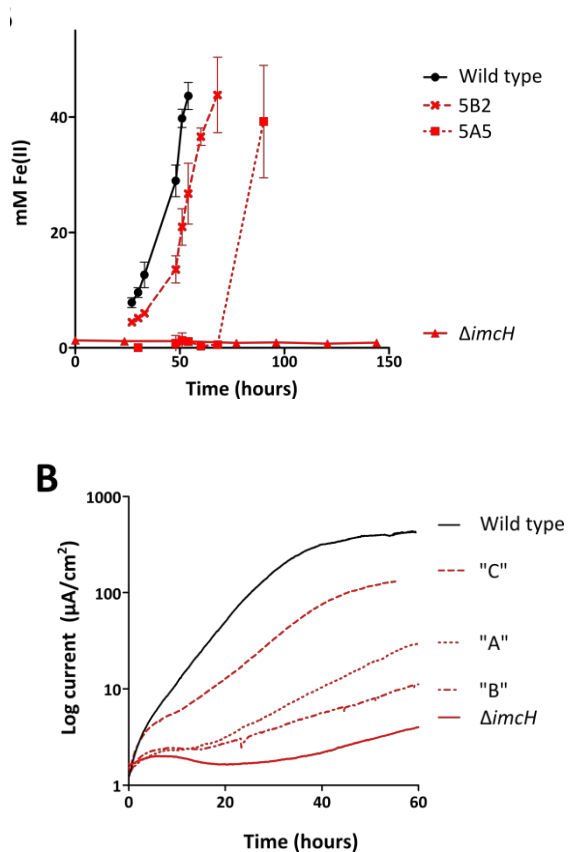 Wild type
5B2
5A5
ΔimcH
mM Fe(II)
40
20
0
0 50 100 150
Time (hours)
B
Log current (µA/cm²)
1000
100
10
1
0 20 40 60
Time (hours)
Wild type
"C"
"A"
"B"
ΔimcH